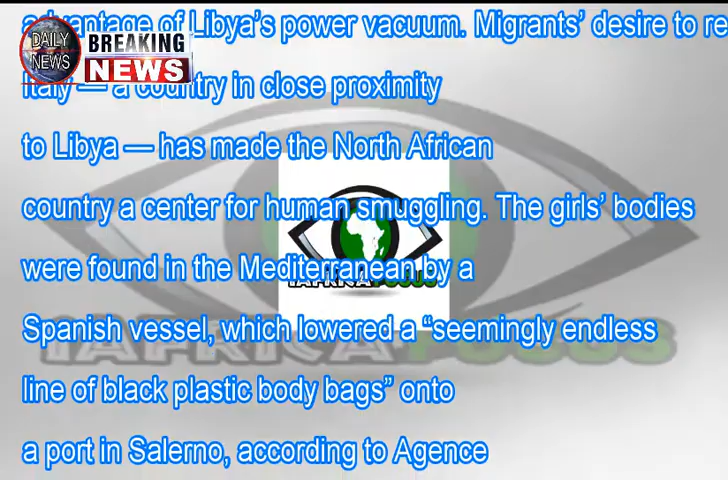 advantage of Libya’s power vacuum. Migrants’ desire to re
DAILY
NEWS
BREAKING
NEWS
Italy — a country in close proximity
to Libya — has made the North African
country a center for human smuggling. The girls’ bodies
were found in the Mediterranean by a
IAFRICAFOCUS
Spanish vessel, which lowered a “seemingly endless
IAFRICAFOCUS
line of black plastic body bags” onto
a port in Salerno, according to Agence